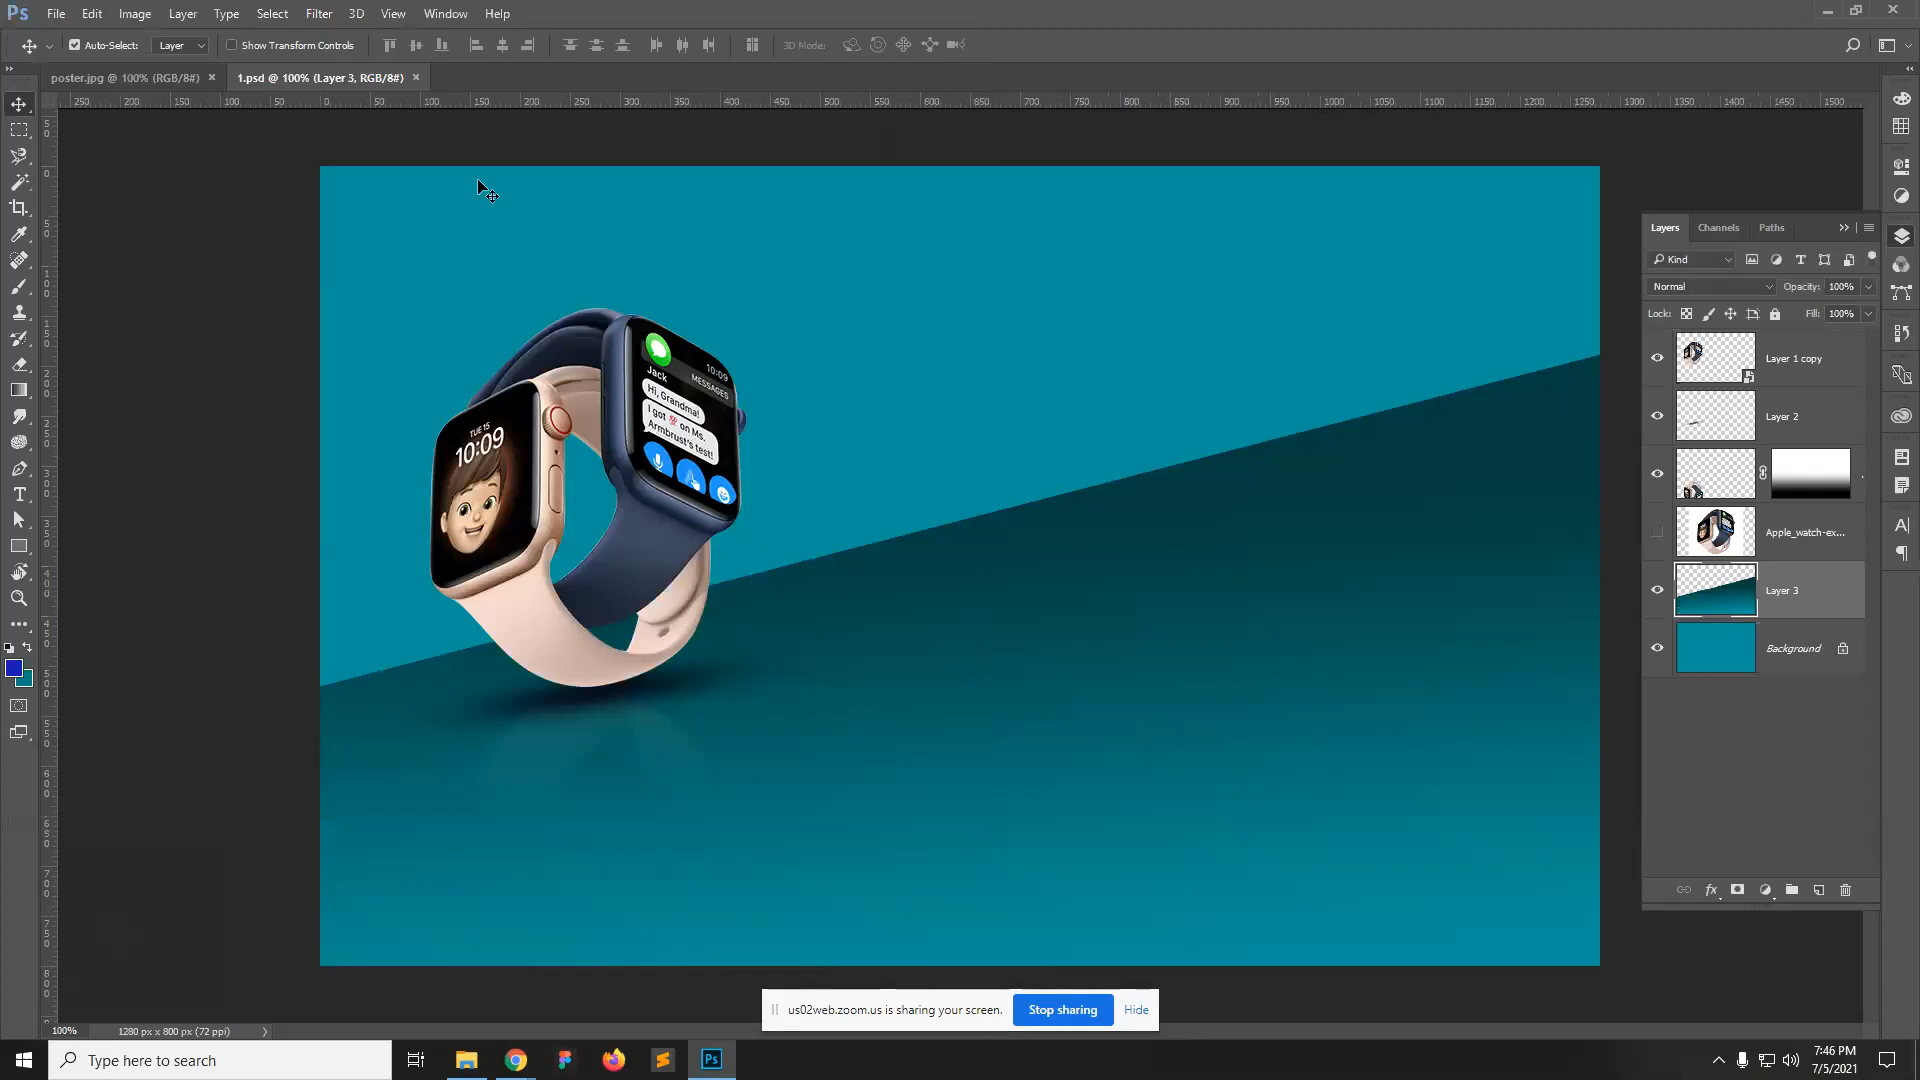 Ps File Edit Image Layer Type Select Filter 3D View Window Help
Auto-Select: Layer Show Transform Controls 3D Mode:
poster.jpg @ 100% (RGB/8#) × 1.psd @ 100% (Layer 3, RGB/8#) ×
250 200 150 100 50 0 50 100 150 200 250 300 350 400 450 500 550 600 650 700 750 800 850 900 950 1000 1050 1100 1150 1200 1250 1300 1350 1400 1450 1500
Layers Channels Paths
Kind
Normal Opacity: 100%
Lock: Fill: 100%
Layer 1 copy
Layer 2
Apple_watch-ex...
Layer 3
Background
10:09
Jack MESSAGES
Hi, Grandma!
I got 💯 on Ms.
Armbrust's test!
TUE 15
10:09
us02web.zoom.us is sharing your screen. Stop sharing Hide
100% 1280 px x 800 px (72 ppi)
Type here to search
Ps
7:46 PM
7/5/2021